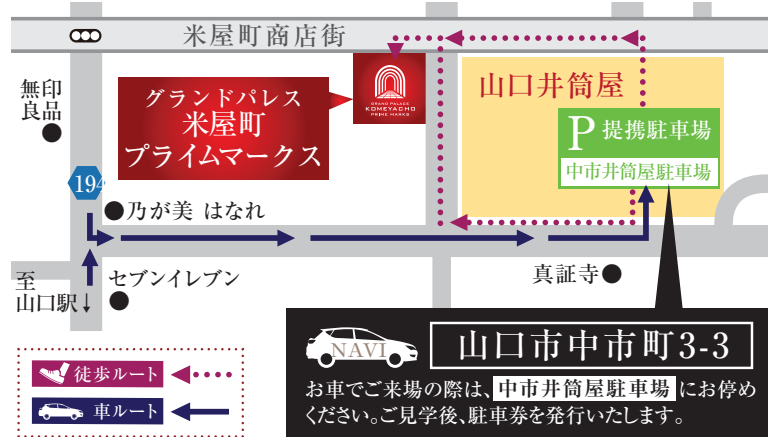 米屋町商店街
無印
良品
グランドパレス
米屋町
プライムマークス
GRAND PALACE
KOMEYACHO
PRIME MARKS
山口井筒屋
P 提携駐車場
中市井筒屋駐車場
194
乃が美 はなれ
至
山口駅↓
セブンイレブン
真証寺
NAVI
山口市中市町3-3
お車でご来場の際は、中市井筒屋駐車場にお停め
ください。ご見学後、駐車券を発行いたします。
徒歩ルート
車ルート